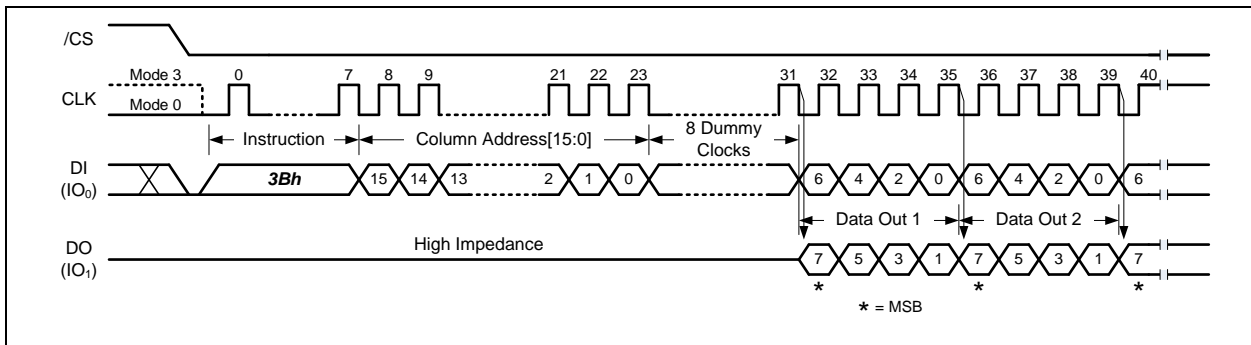 /CS
Mode 3 0 7 8 9 21 22 23 31 32 33 34 35 36 37 38 39 40
CLK Mode 0
Instruction Column Address[15:0] 8 Dummy Clocks
DI (IO0) 3Bh 15 14 13 2 1 0 6 4 2 0 6 4 2 0 6
Data Out 1 Data Out 2
DO (IO1) High Impedance 7 5 3 1 7 5 3 1 7
* * *
* = MSB